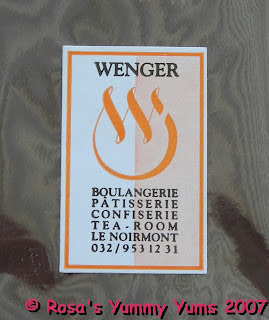 WENGER
BOULANGERIE
PÂTISSERIE
CONFISERIE
TEA-ROOM
LE NOIRMONT
032/953 12 31
© Rosa's Yummy Yums 2007